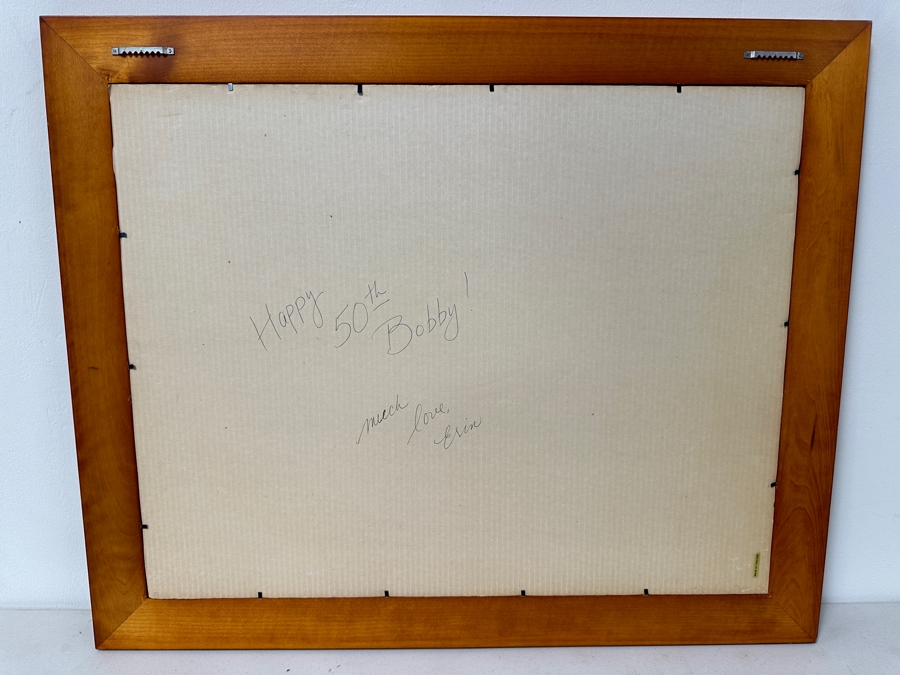 Happy 50th Bobby!
much love,
Erin